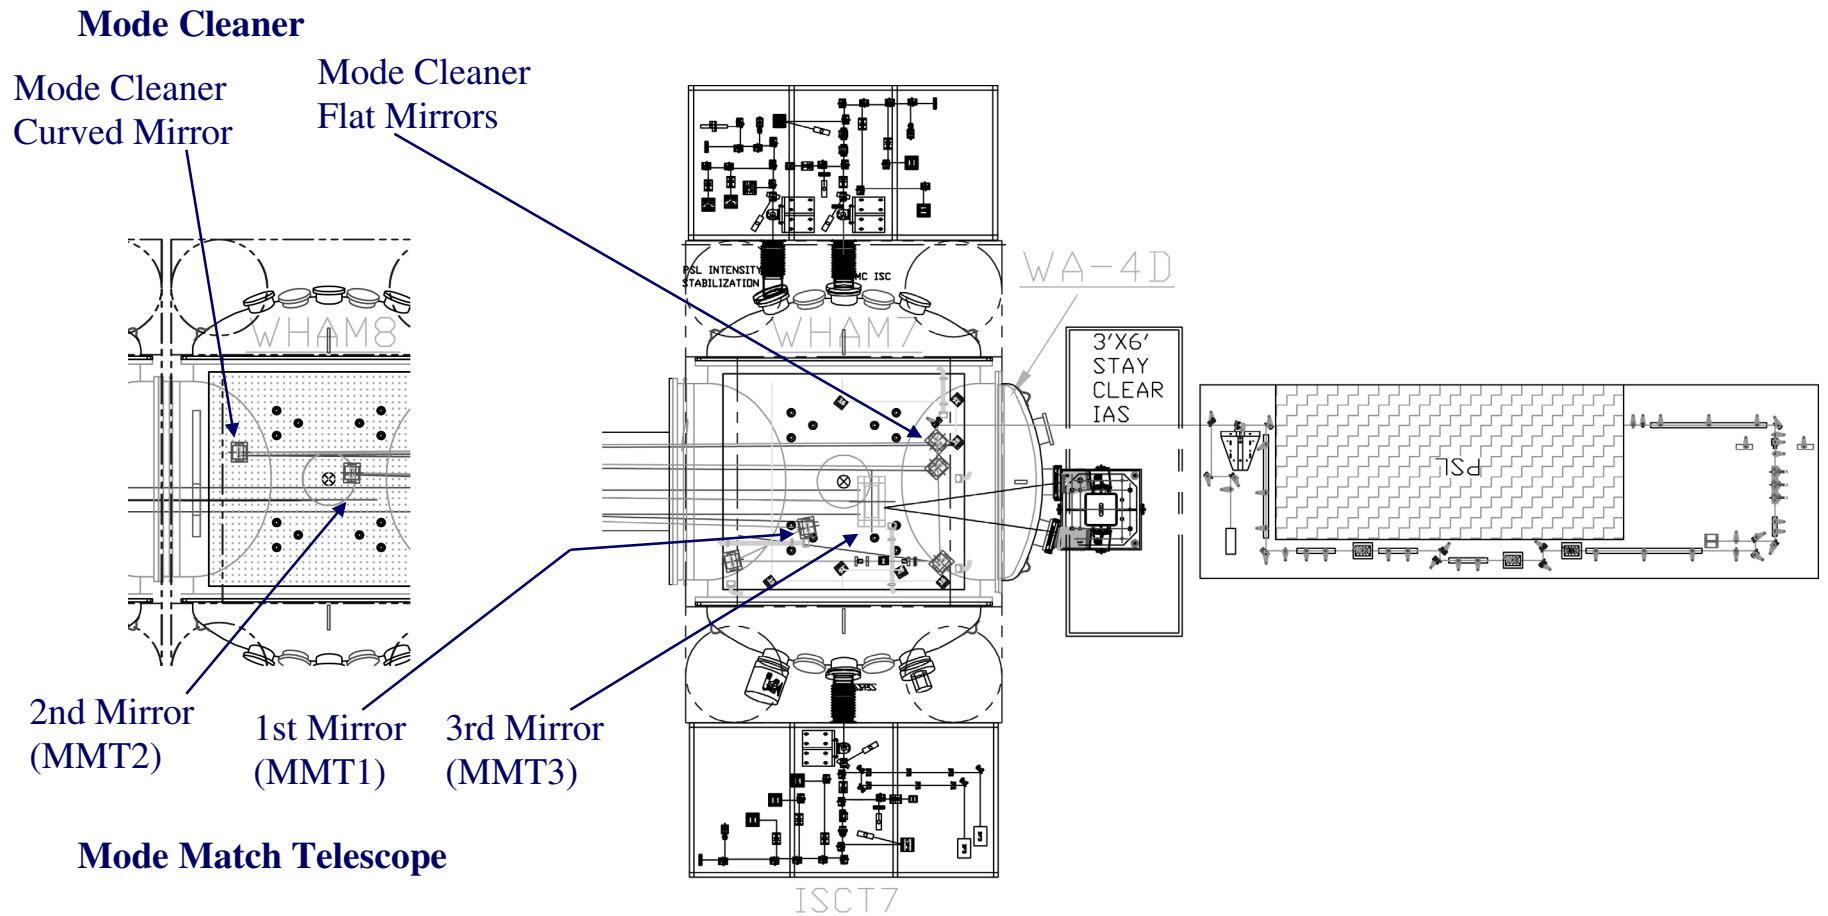 Mode Cleaner
Mode Cleaner
Curved Mirror
Mode Cleaner
Flat Mirrors
PSL INTENSITY
STABILIZATION
MC ISC
WA-4D
WHAM8
WHAM7
3'X6'
STAY
CLEAR
IAS
PSL
2nd Mirror
(MMT2)
1st Mirror
(MMT1)
3rd Mirror
(MMT3)
Mode Match Telescope
ISCT7